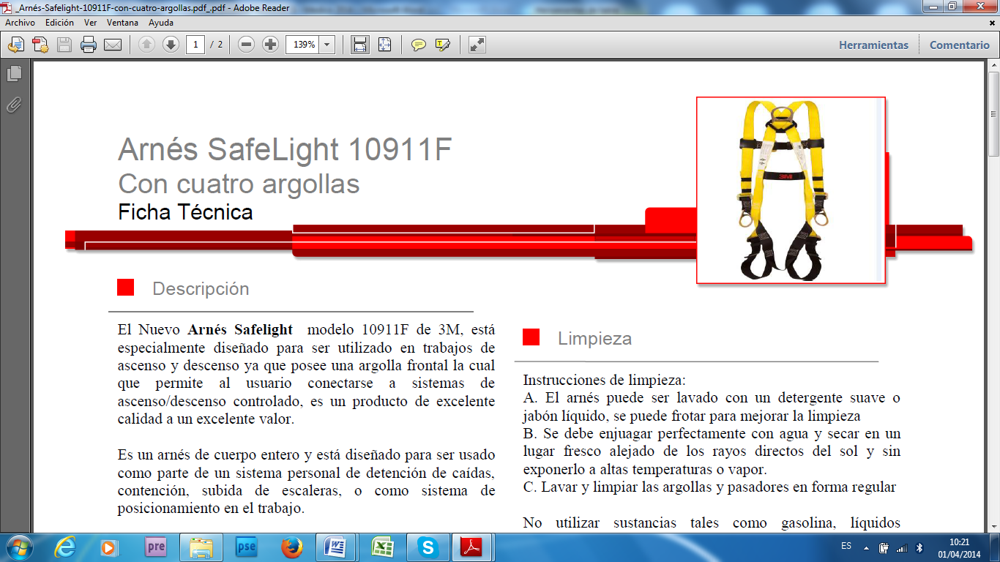 _Arnés-Safelight-10911F-con-cuatro-argollas.pdf_.pdf - Adobe Reader
Archivo Edición Ver Ventana Ayuda
1 / 2 139% Herramientas Comentario
Arnés SafeLight 10911F
Con cuatro argollas
Ficha Técnica
3M
Descripción
El Nuevo Arnés Safelight modelo 10911F de 3M, está
especialmente diseñado para ser utilizado en trabajos de
ascenso y descenso ya que posee una argolla frontal la cual
que permite al usuario conectarse a sistemas de
ascenso/descenso controlado, es un producto de excelente
calidad a un excelente valor.
Es un arnés de cuerpo entero y está diseñado para ser usado
como parte de un sistema personal de detención de caídas,
contención, subida de escaleras, o como sistema de
posicionamiento en el trabajo.
Limpieza
Instrucciones de limpieza:
A. El arnés puede ser lavado con un detergente suave o
jabón líquido, se puede frotar para mejorar la limpieza
B. Se debe enjuagar perfectamente con agua y secar en un
lugar fresco alejado de los rayos directos del sol y sin
exponerlo a altas temperaturas o vapor.
C. Lavar y limpiar las argollas y pasadores en forma regular
No utilizar sustancias tales como gasolina, líquidos
pre pse W S ES 10:21
01/04/2014